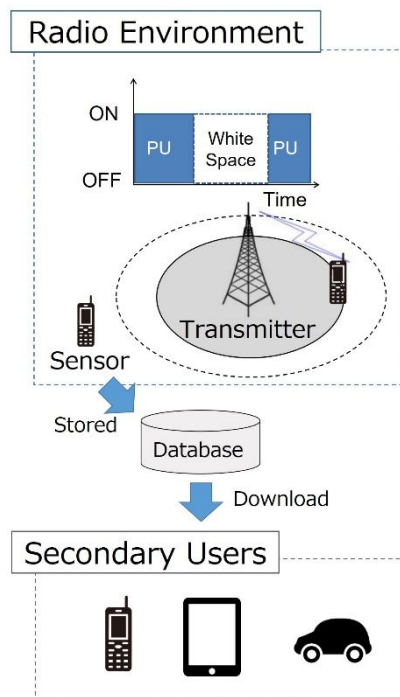 Radio Environment
ON
PU
White
Space
PU
OFF
Time
Transmitter
Sensor
Stored
Database
Download
Secondary Users